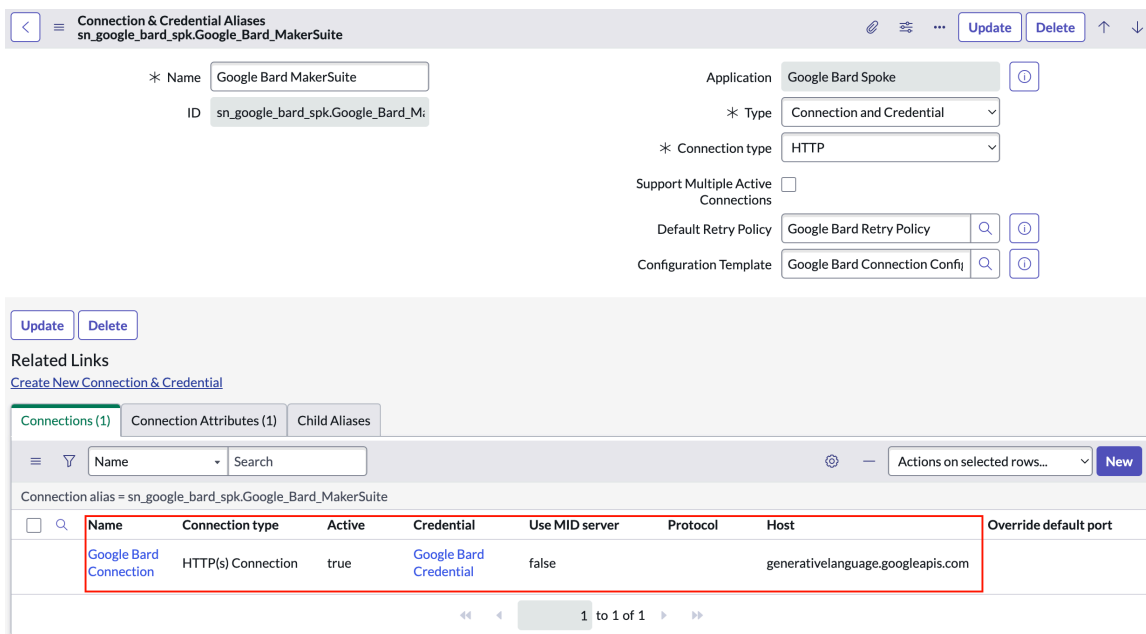 Connection & Credential Aliases
sn_google_bard_spk.Google_Bard_MakerSuite
Update
Delete
Name
Google Bard MakerSuite
ID
sn_google_bard_spk.Google_Bard_M
Application
Google Bard Spoke
Type
Connection and Credential
Connection type
HTTP
Support Multiple Active
Connections
Default Retry Policy
Google Bard Retry Policy
Configuration Template
Google Bard Connection Config
Update
Delete
Related Links
Create New Connection & Credential
Connections (1)
Connection Attributes (1)
Child Aliases
Name
Search
Actions on selected rows...
New
Connection alias = sn_google_bard_spk.Google_Bard_MakerSuite
Name Connection type Active Credential Use MID server Protocol Host Override default port
Google Bard
Connection
HTTP(s) Connection
true
Google Bard
Credential
false
generativelanguage.googleapis.com
1 to 1 of 1